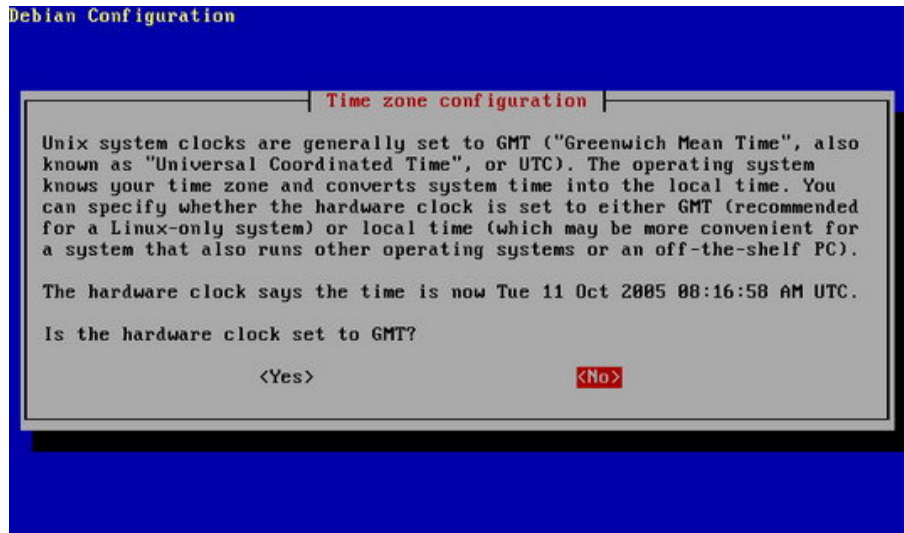 Debian Configuration
Time zone configuration
Unix system clocks are generally set to GMT ("Greenwich Mean Time", also
known as "Universal Coordinated Time", or UTC). The operating system
knows your time zone and converts system time into the local time. You
can specify whether the hardware clock is set to either GMT (recommended
for a Linux-only system) or local time (which may be more convenient for
a system that also runs other operating systems or an off-the-shelf PC).
The hardware clock says the time is now Tue 11 Oct 2005 08:16:58 AM UTC.
Is the hardware clock set to GMT?
<Yes> <No>